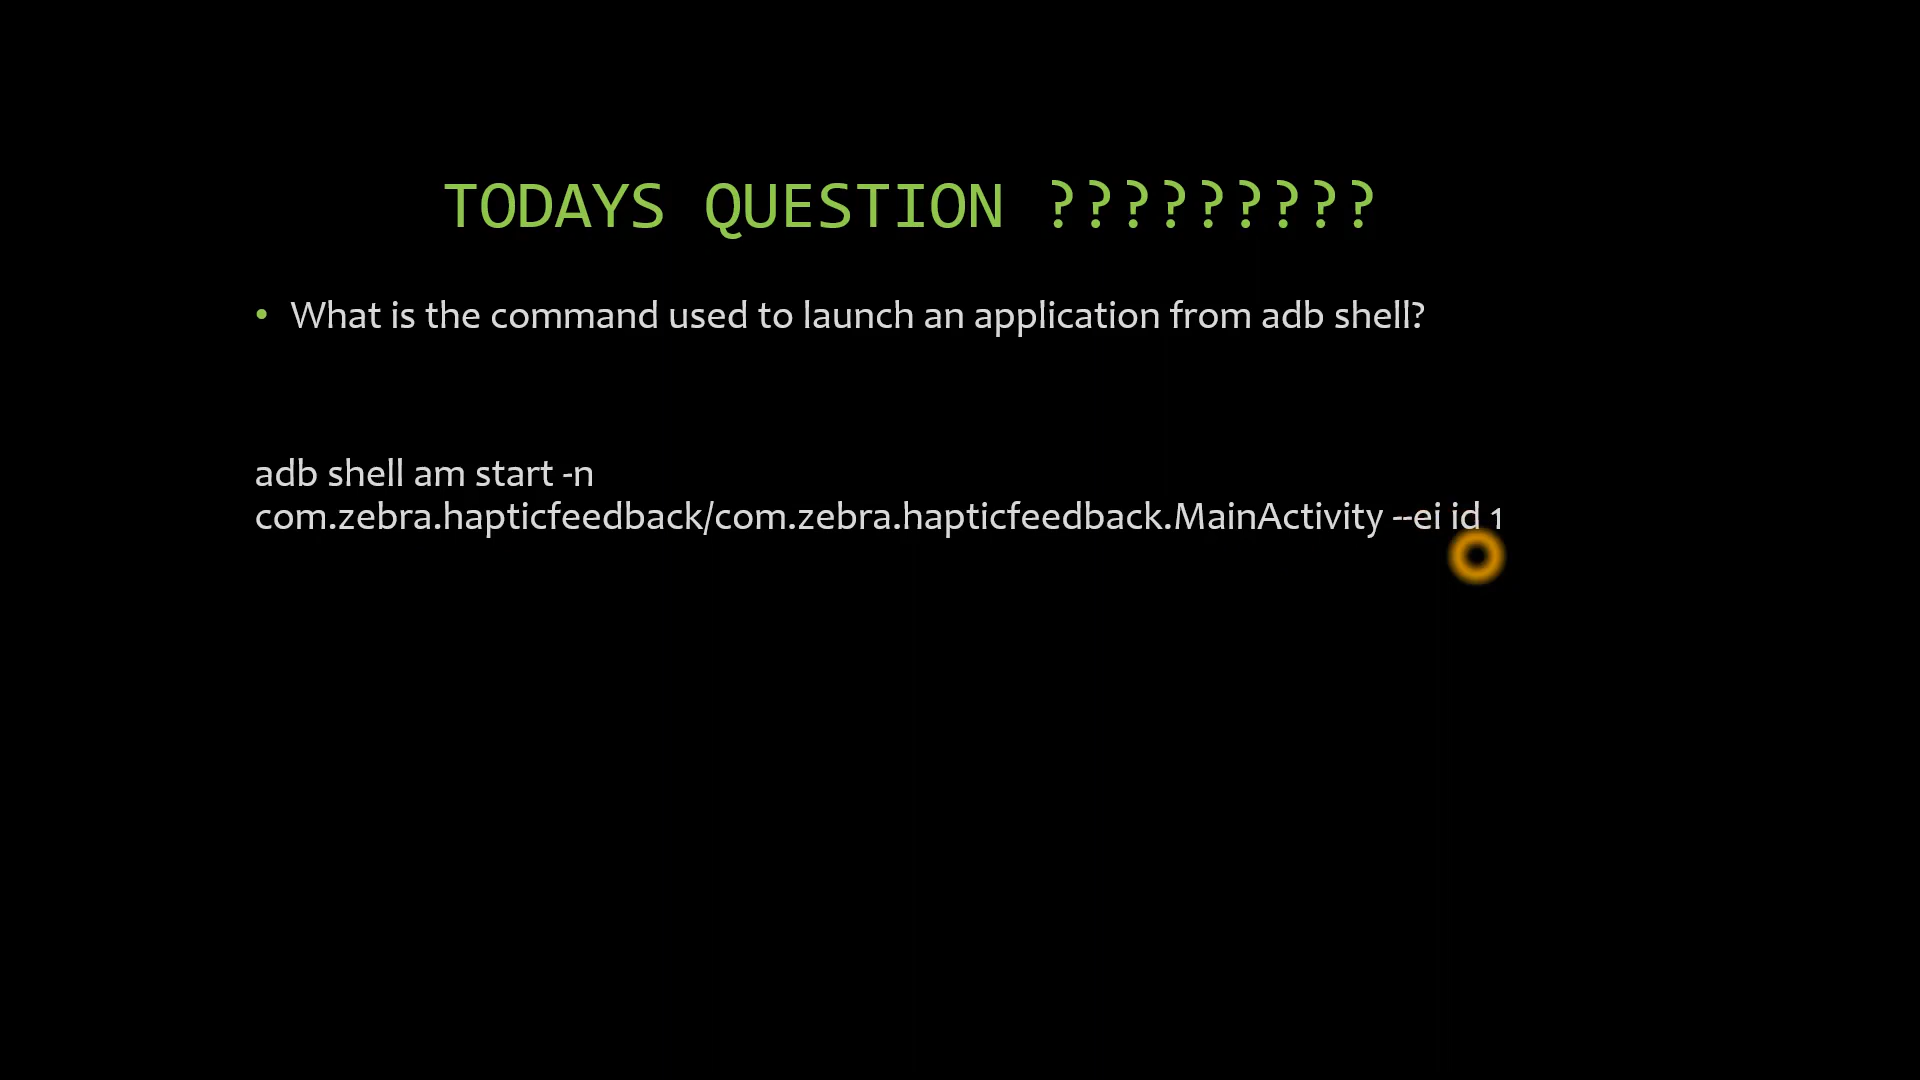 TODAYS QUESTION ?????????
• What is the command used to launch an application from adb shell?
adb shell am start -n
com.zebra.hapticfeedback/com.zebra.hapticfeedback.MainActivity --ei id 1